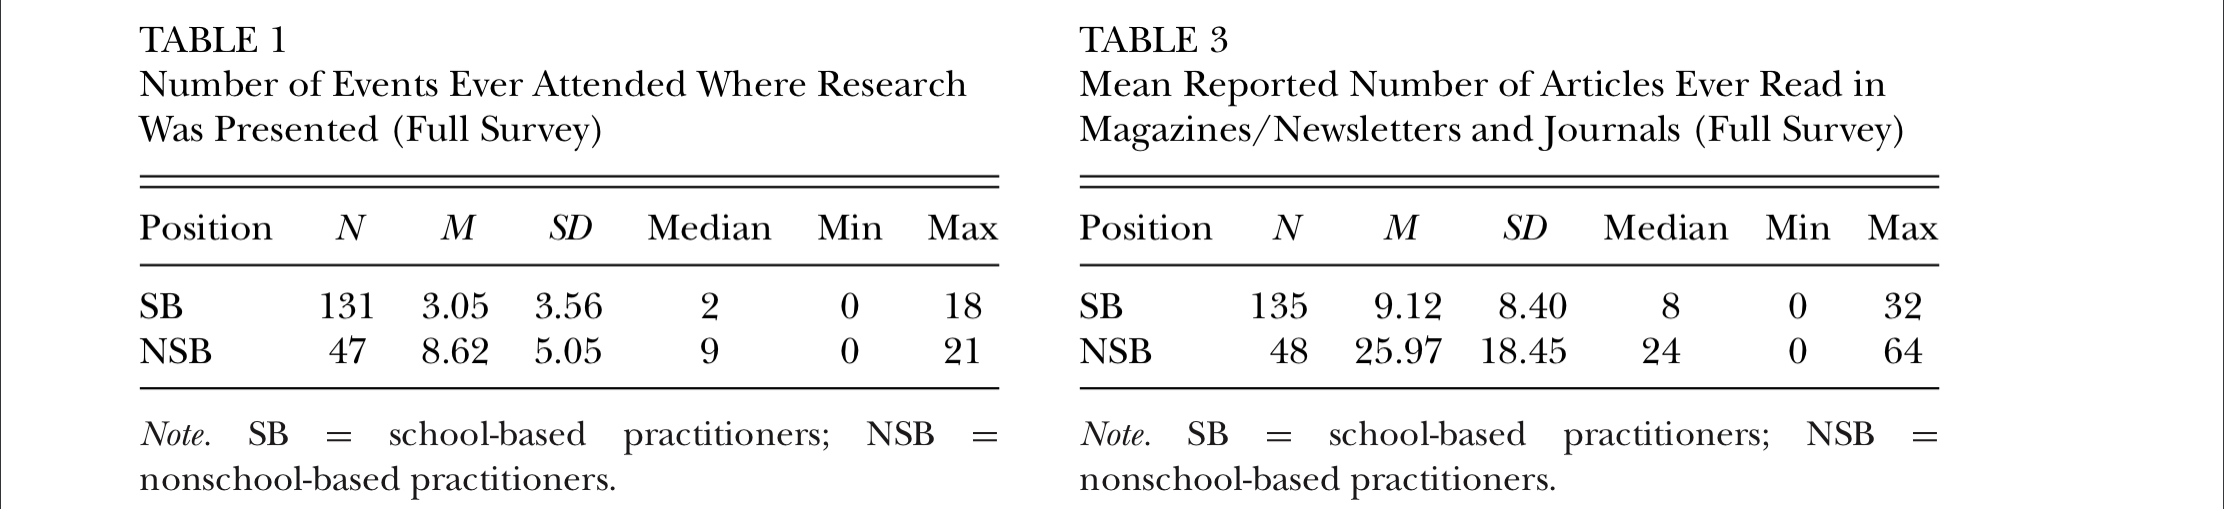 TABLE 1
Number of Events Ever Attended Where Research
Was Presented (Full Survey)
Position N M SD Median Min Max
SB 131 3.05 3.56 2 0 18
NSB 47 8.62 5.05 9 0 21
Note. SB = school-based practitioners; NSB =
nonschool-based practitioners.
TABLE 3
Mean Reported Number of Articles Ever Read in
Magazines/Newsletters and Journals (Full Survey)
Position N M SD Median Min Max
SB 135 9.12 8.40 8 0 32
NSB 48 25.97 18.45 24 0 64
Note. SB = school-based practitioners; NSB =
nonschool-based practitioners.